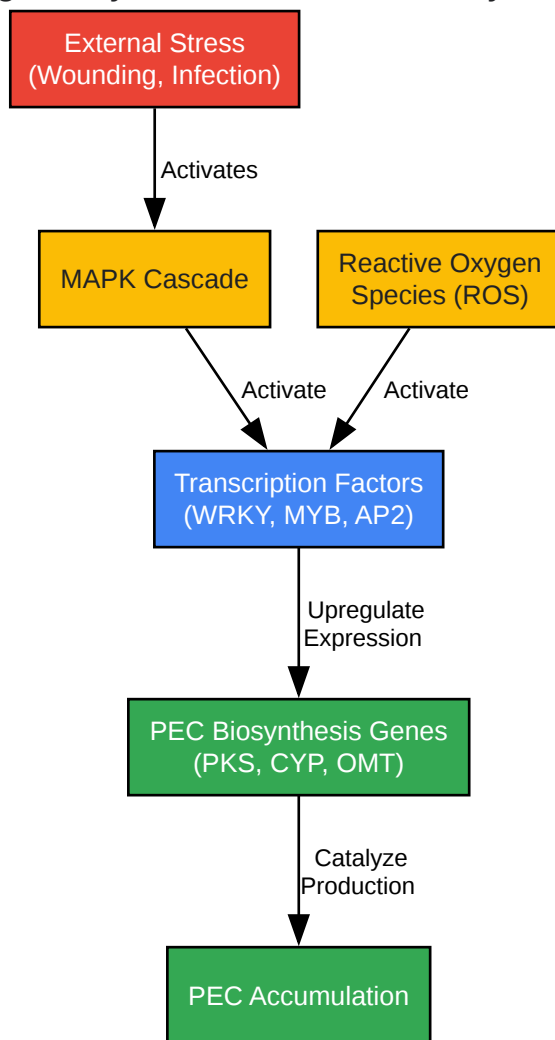 External Stress
(Wounding, Infection)
Activates
MAPK Cascade
Reactive Oxygen
Species (ROS)
Activate
Activate
Transcription Factors
(WRKY, MYB, AP2)
Upregulate
Expression
PEC Biosynthesis Genes
(PKS, CYP, OMT)
Catalyze
Production
PEC Accumulation